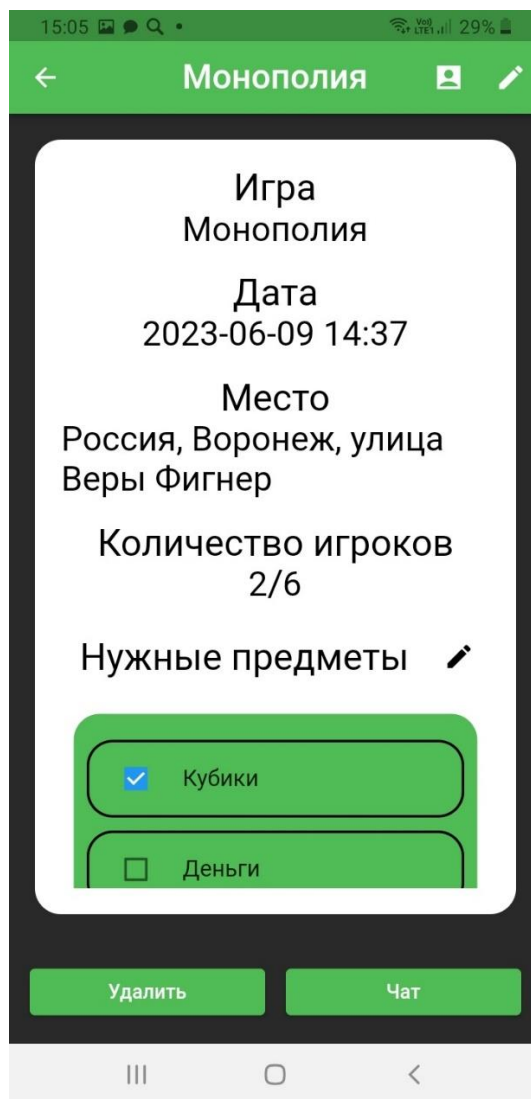 15:05 29%
Монополия
Игра
Монополия
Дата
2023-06-09 14:37
Место
Россия, Воронеж, улица
Веры Фигнер
Количество игроков
2/6
Нужные предметы
Кубики
Деньги
Удалить Чат